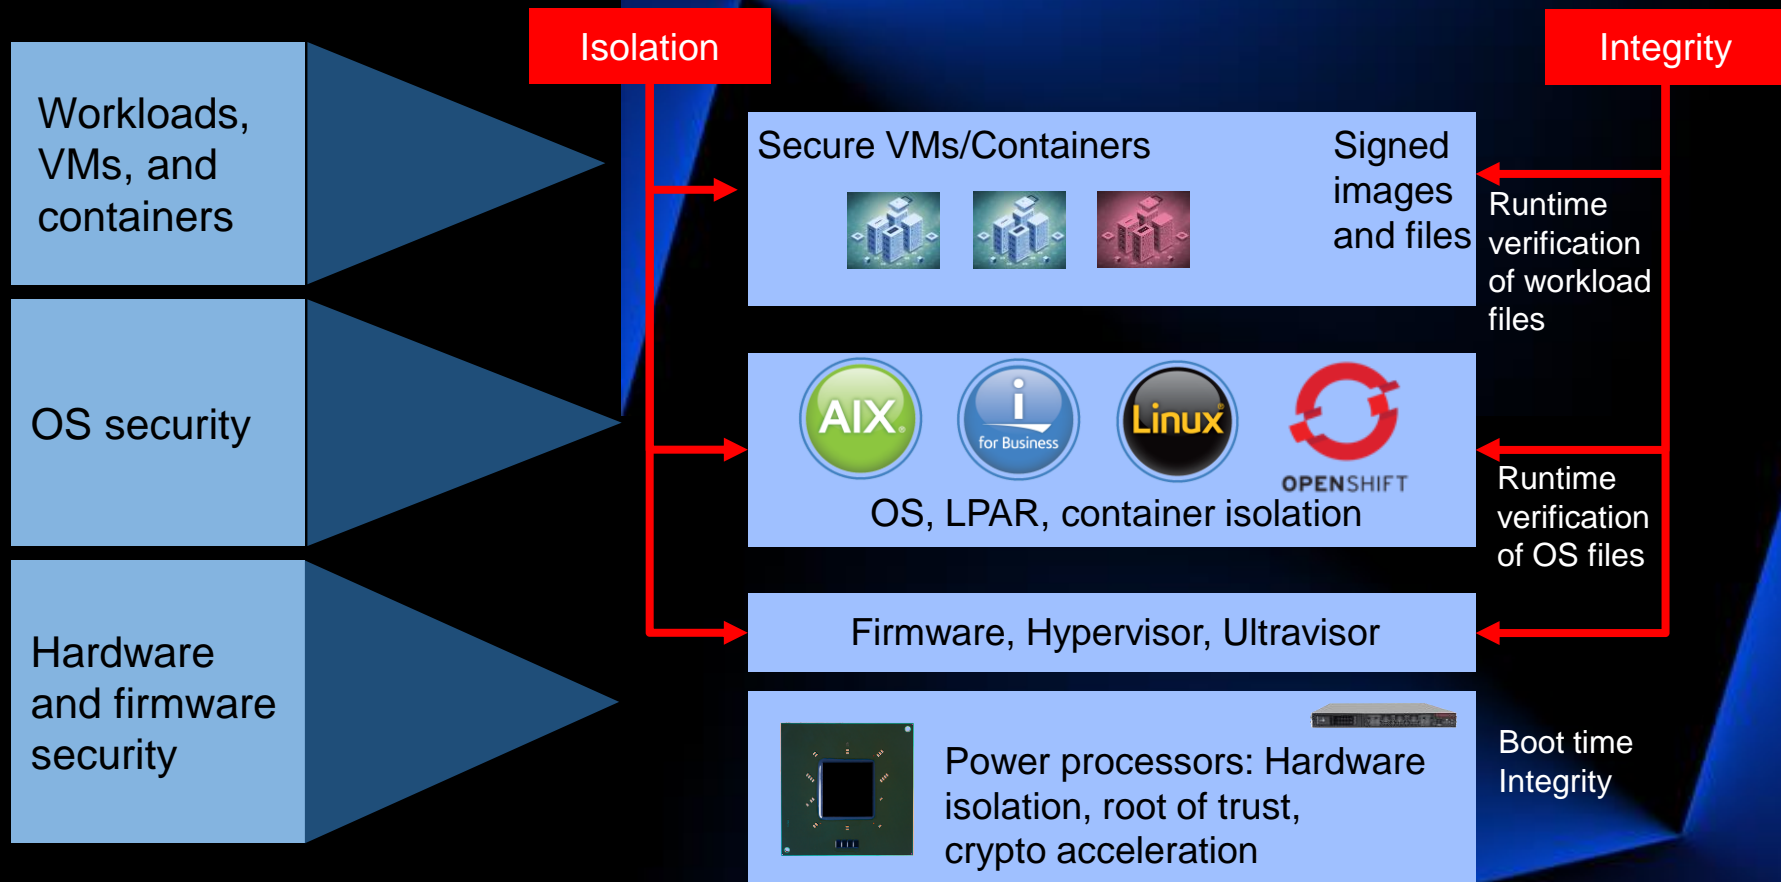 Isolation
Integrity
Workloads,
VMs, and
containers
Secure VMs/Containers
Signed
images
and files
Runtime
verification
of workload
files
OS security
AIX
i
for Business
Linux
OPENSHIFT
OS, LPAR, container isolation
Runtime
verification
of OS files
Hardware
and firmware
security
Firmware, Hypervisor, Ultravisor
Power processors: Hardware
isolation, root of trust,
crypto acceleration
Boot time
Integrity